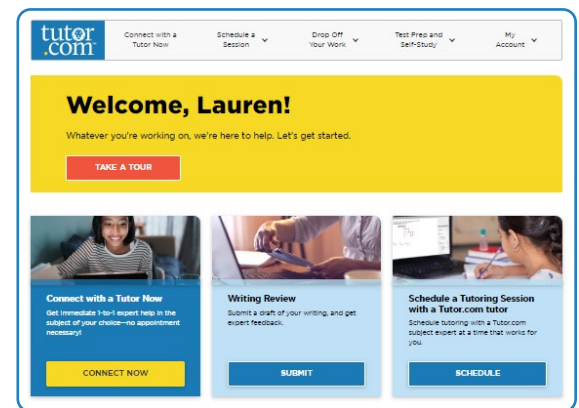 tutor
.com
Connect with a
Tutor Now
Schedule a
Session
Drop Off
Your Work
Test Prep and
Self-Study
My
Account
Welcome, Lauren!
Whatever you're working on, we're here to help. Let's get started.
TAKE A TOUR
Connect with a Tutor Now
Get immediate 1-to-1 expert help in the
subject of your choice—no appointment
necessary!
CONNECT NOW
Writing Review
Submit a draft of your writing, and get
expert feedback.
SUBMIT
Schedule a Tutoring Session
with a Tutor.com tutor
Schedule tutoring with a Tutor.com
subject expert at a time that works for
you.
SCHEDULE